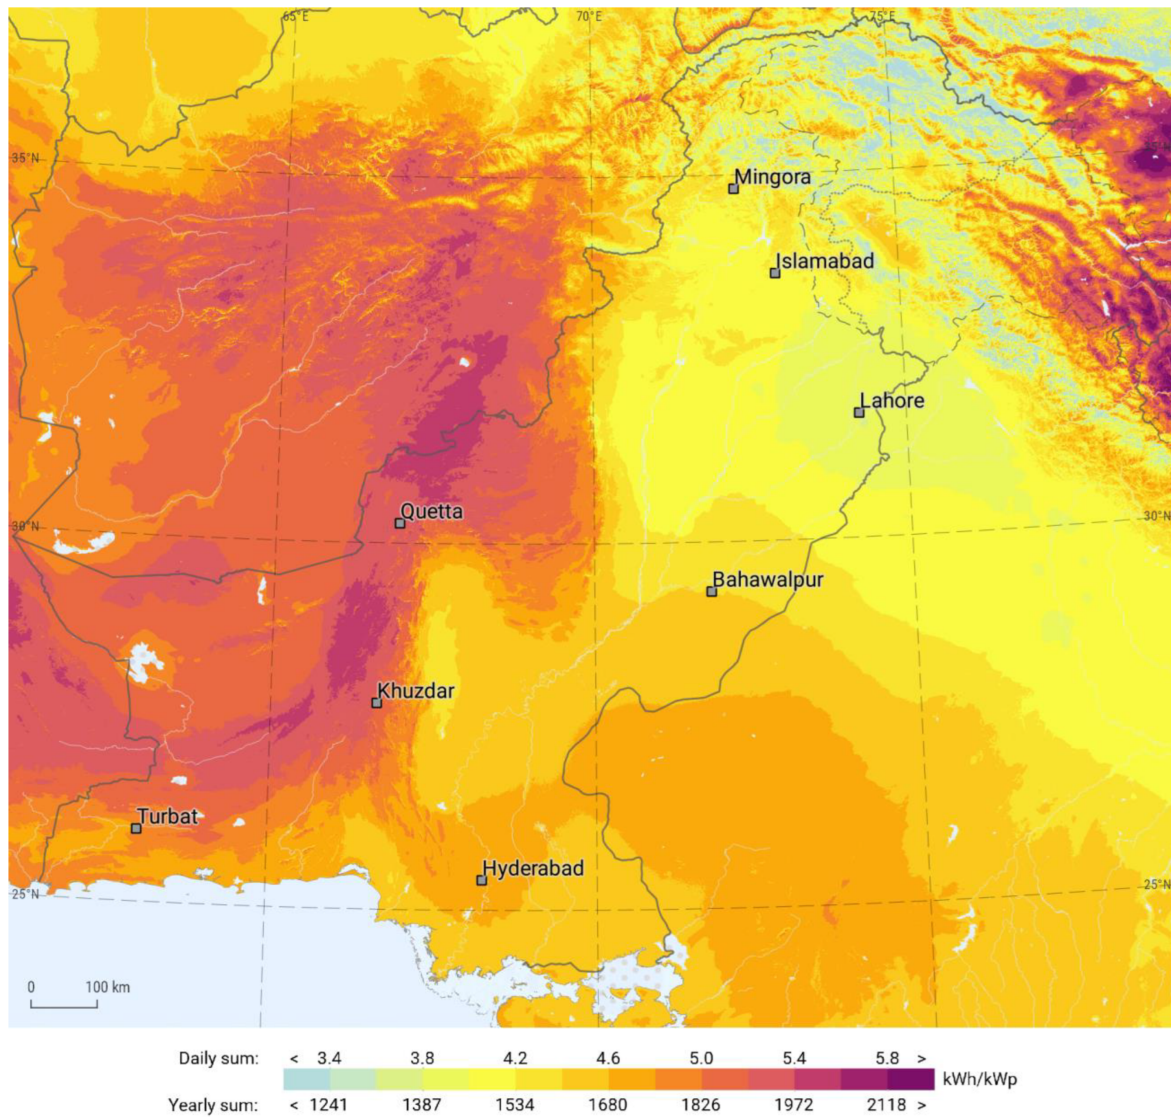 65°E 70°E 75°E
35°N
Mingora
Islamabad
Lahore
Quetta
30°N 30°N
Bahawalpur
Khuzdar
Turbat
Hyderabad
25°N 25°N
0 100 km
Daily sum: < 3.4 3.8 4.2 4.6 5.0 5.4 5.8 >
kWh/kWp
Yearly sum: < 1241 1387 1534 1680 1826 1972 2118 >